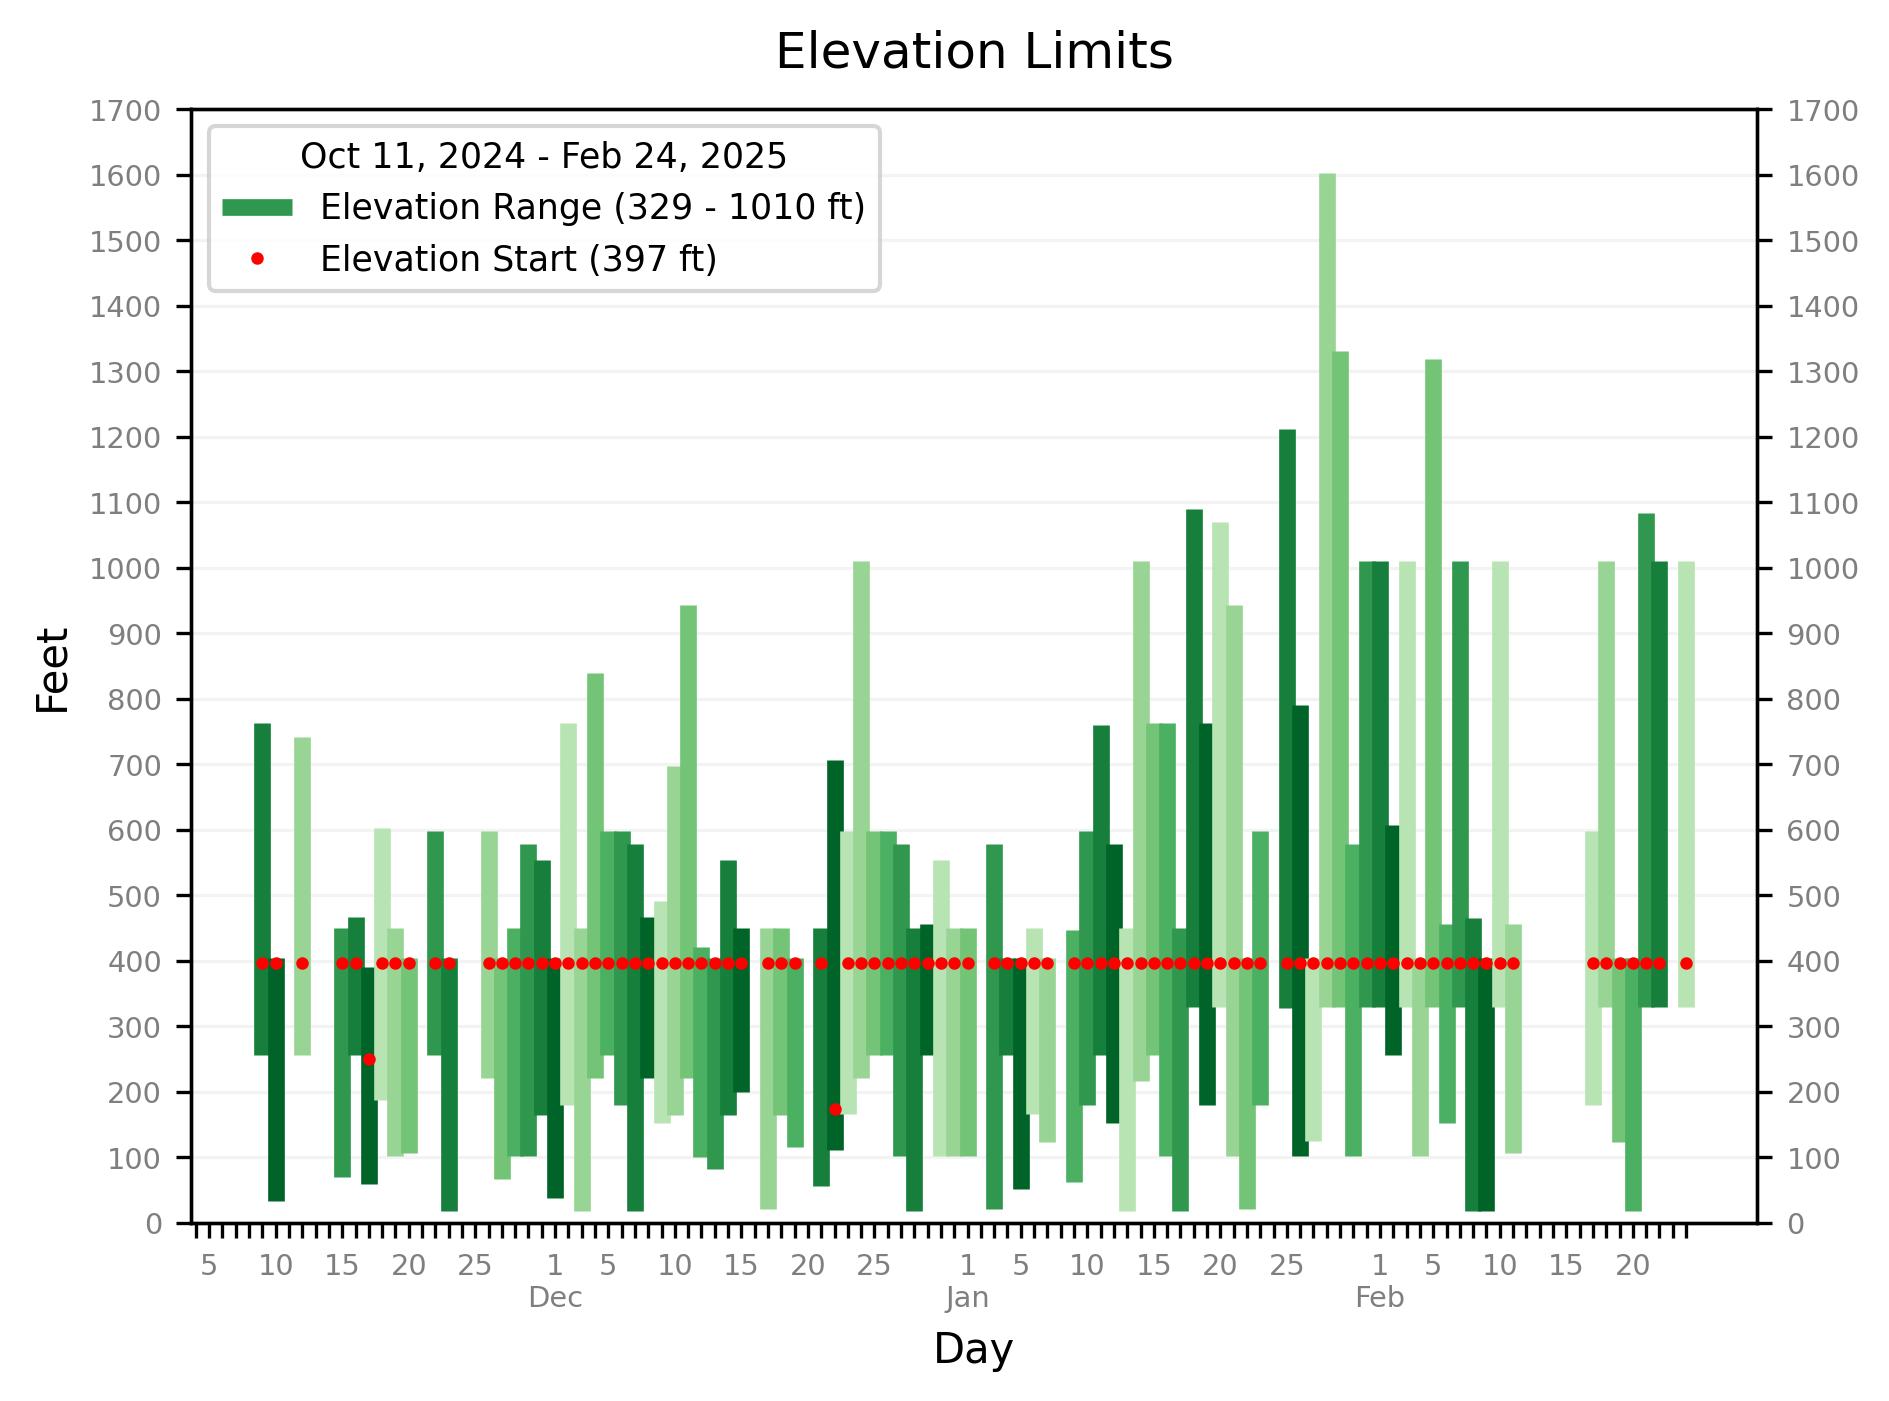 Elevation Limits
1700 1700
Oct 11, 2024 - Feb 24, 2025
1600 1600
Elevation Range (329 - 1010 ft)
1500 1500
Elevation Start (397 ft)
1400 1400
1300 1300
1200 1200
1100 1100
1000 1000
900 900
800 800
Feet
700 700
600 600
500 500
400 400
300 300
200 200
100 100
0 0
5 10 15 20 25 1 5 10 15 20 25 1 5 10 15 20 25 1 5 10 15 20
Dec Jan Feb
Day